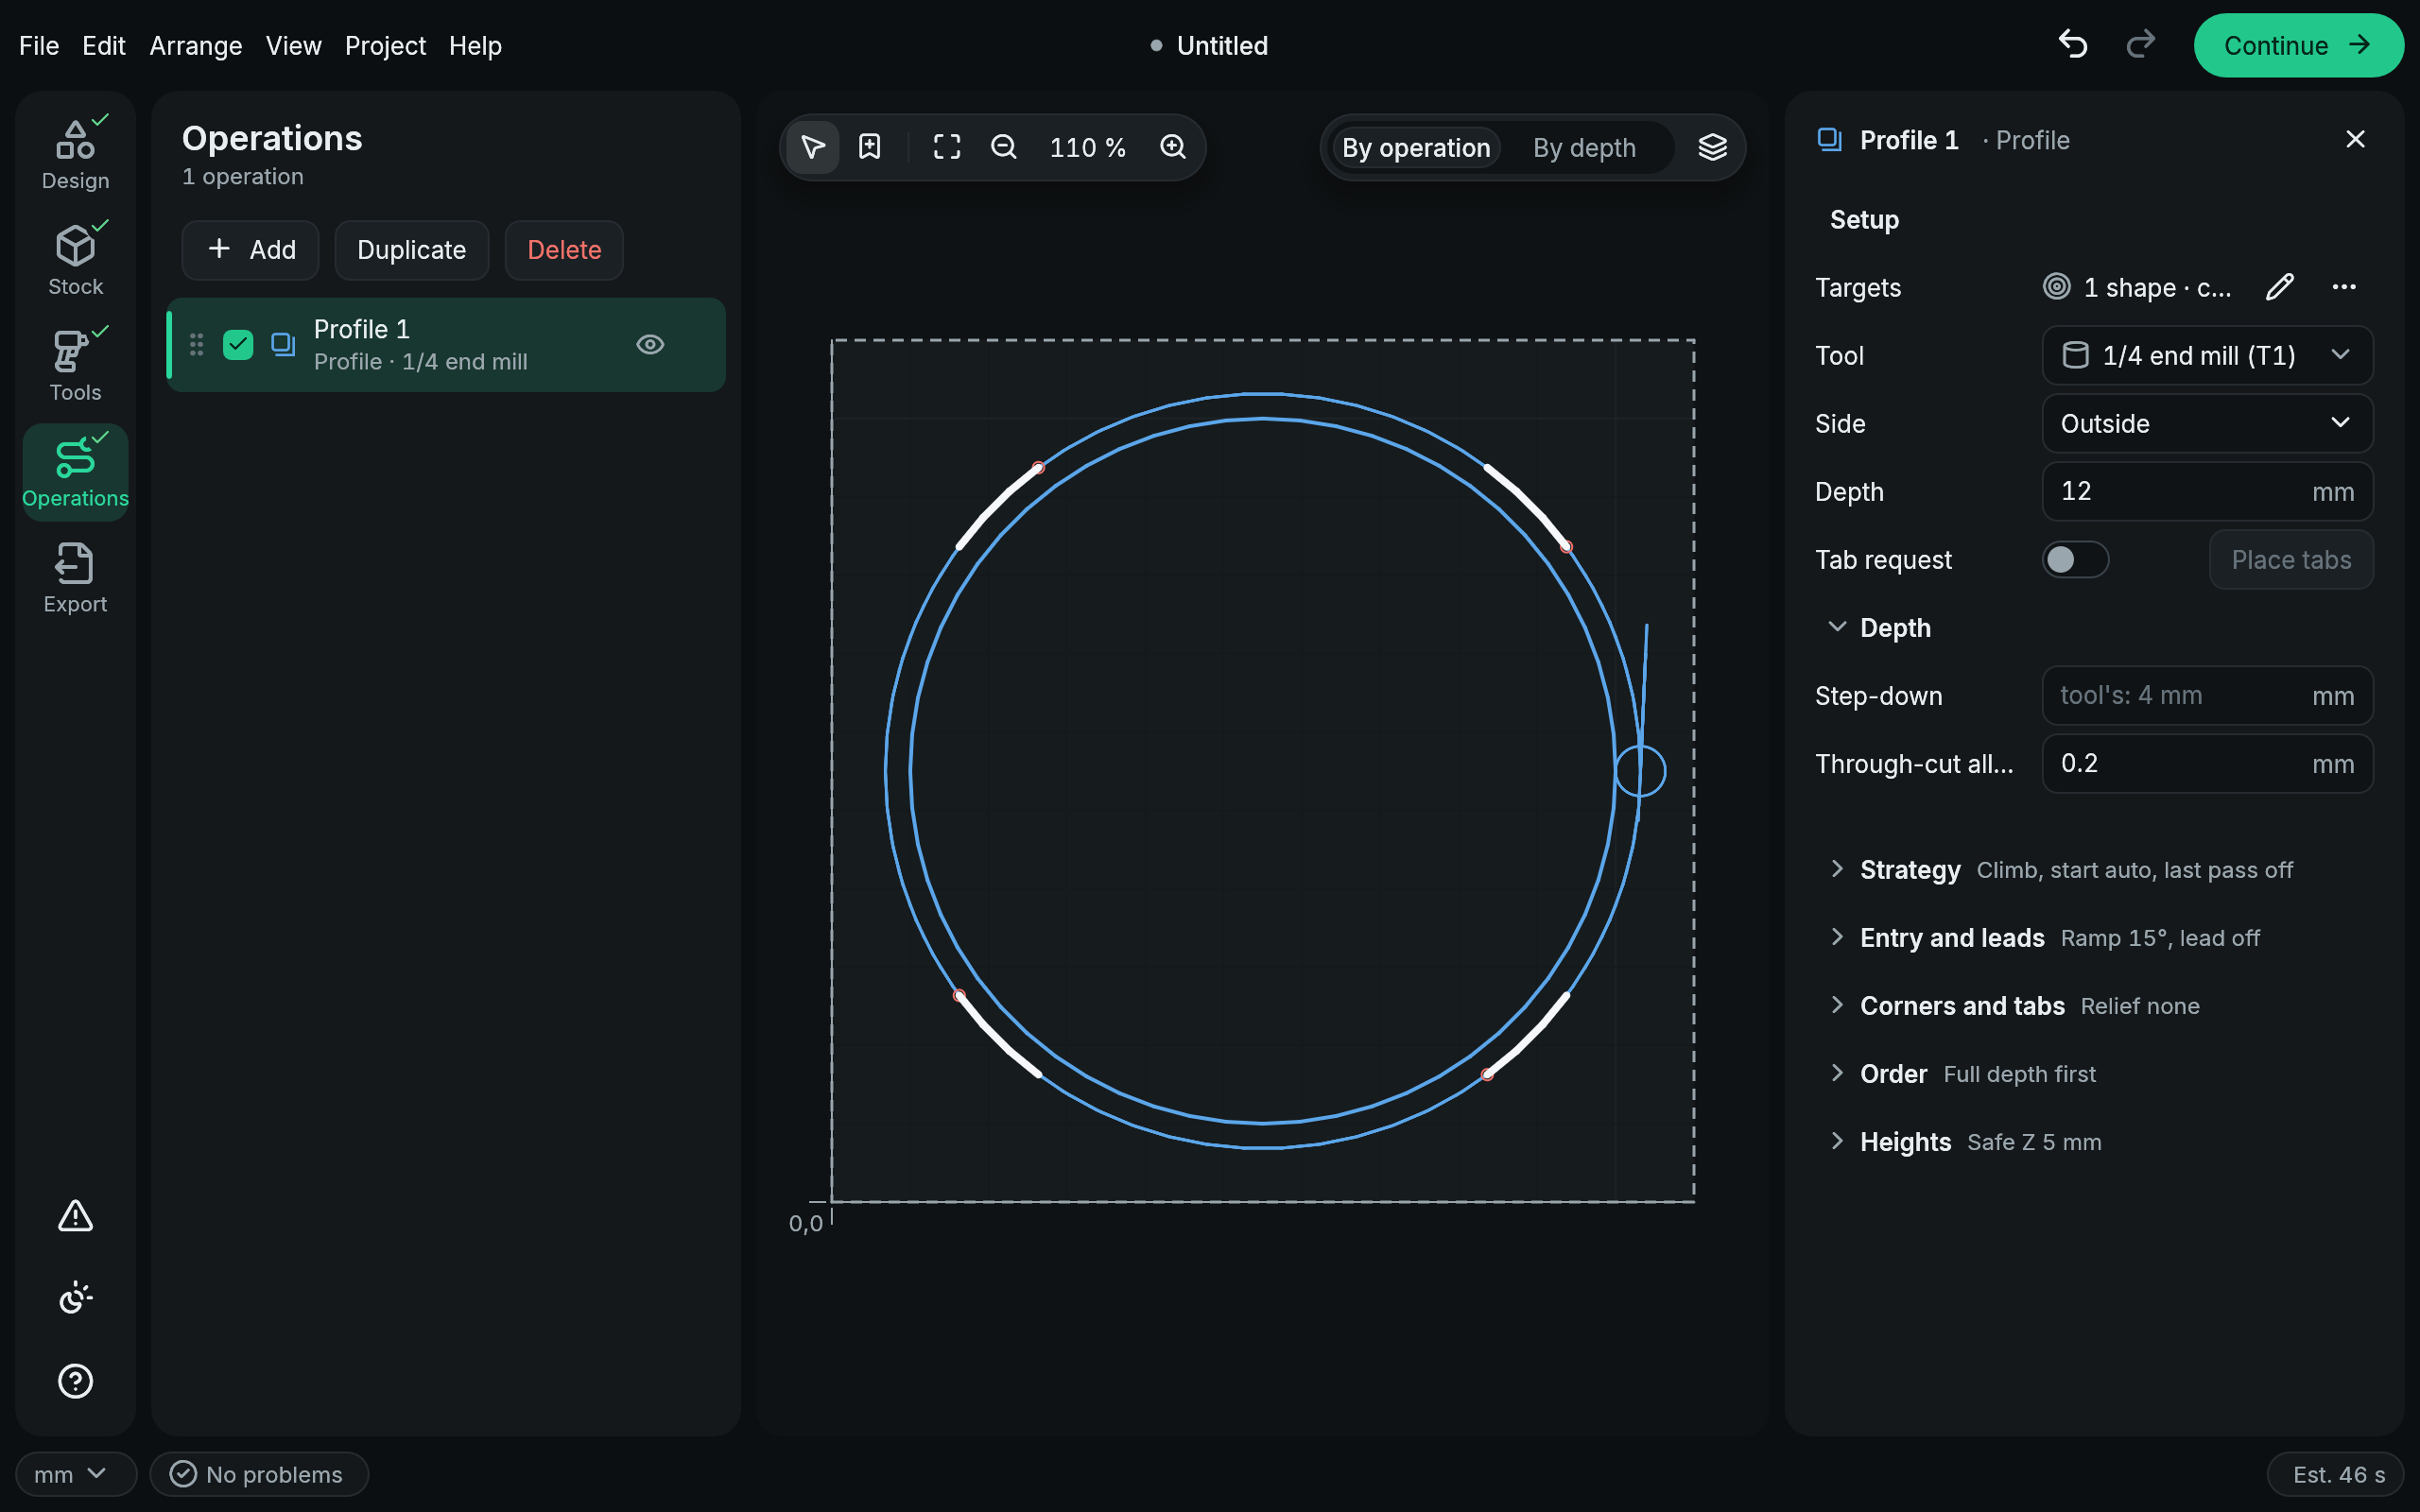 File Edit Arrange View Project Help
Untitled
Continue
Design
Stock
Tools
Operations
Export
Operations
1 operation
Add
Duplicate
Delete
Profile 1
Profile · 1/4 end mill
110 %
By operation
By depth
0,0
Profile 1 · Profile
Setup
Targets
1 shape · c...
Tool
1/4 end mill (T1)
Side
Outside
Depth
12 mm
Tab request
Place tabs
Depth
Step-down
tool's: 4 mm mm
Through-cut all...
0.2 mm
Strategy Climb, start auto, last pass off
Entry and leads Ramp 15°, lead off
Corners and tabs Relief none
Order Full depth first
Heights Safe Z 5 mm
mm
No problems
Est. 46 s